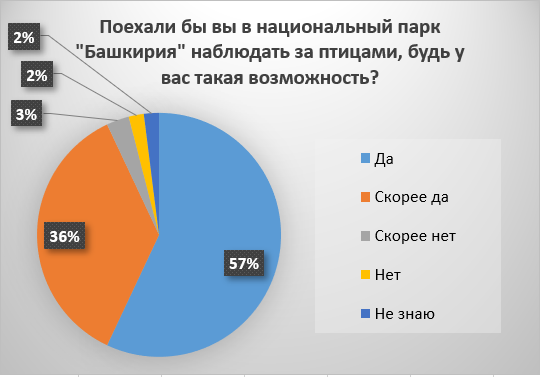 Поехали бы вы в национальный парк
"Башкирия" наблюдать за птицами, будь у
вас такая возможность?
2%
2%
3%
36%
57%
Да
Скорее да
Скорее нет
Нет
Не знаю